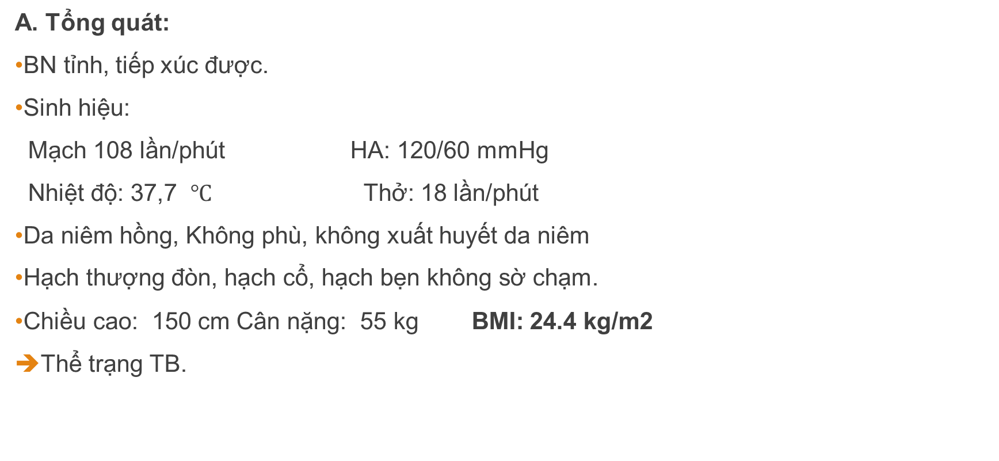 A. Tổng quát:
•BN tỉnh, tiếp xúc được.
•Sinh hiệu:
Mạch 108 lần/phút HA: 120/60 mmHg
Nhiệt độ: 37,7 ℃ Thở: 18 lần/phút
•Da niêm hồng, Không phù, không xuất huyết da niêm
•Hạch thượng đòn, hạch cổ, hạch bẹn không sờ chạm.
•Chiều cao: 150 cm Cân nặng: 55 kg BMI: 24.4 kg/m2
➔Thể trạng TB.